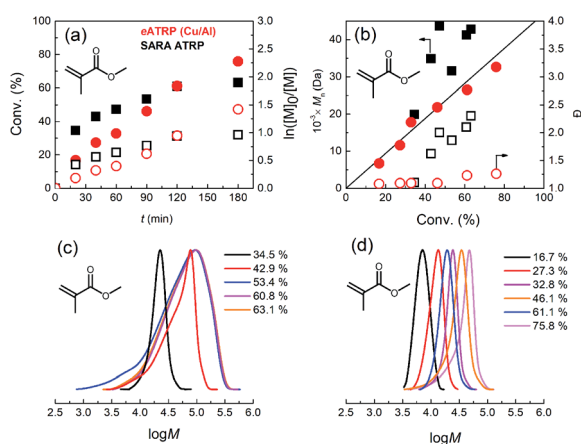 (a)
eATRP (Cu/Al)
SARA ATRP
Conv. (%)
100
80
60
40
20
0
ln([M]0/[M])
3.0
2.5
2.0
1.5
1.0
0.5
0.0
0 30 60 90 120 150 180
t (min)
O
O
(b)
10-3× Mn (Da)
40
30
20
10
0
Đ
4.0
3.5
3.0
2.5
2.0
1.5
1.0
0 20 40 60 80 100
Conv. (%)
O
O
(c)
O
O
34.5 %
42.9 %
53.4 %
60.8 %
63.1 %
2.5 3.0 3.5 4.0 4.5 5.0 5.5 6.0
logM
(d)
O
O
16.7 %
27.3 %
32.8 %
46.1 %
61.1 %
75.8 %
2.5 3.0 3.5 4.0 4.5 5.0 5.5 6.0
logM